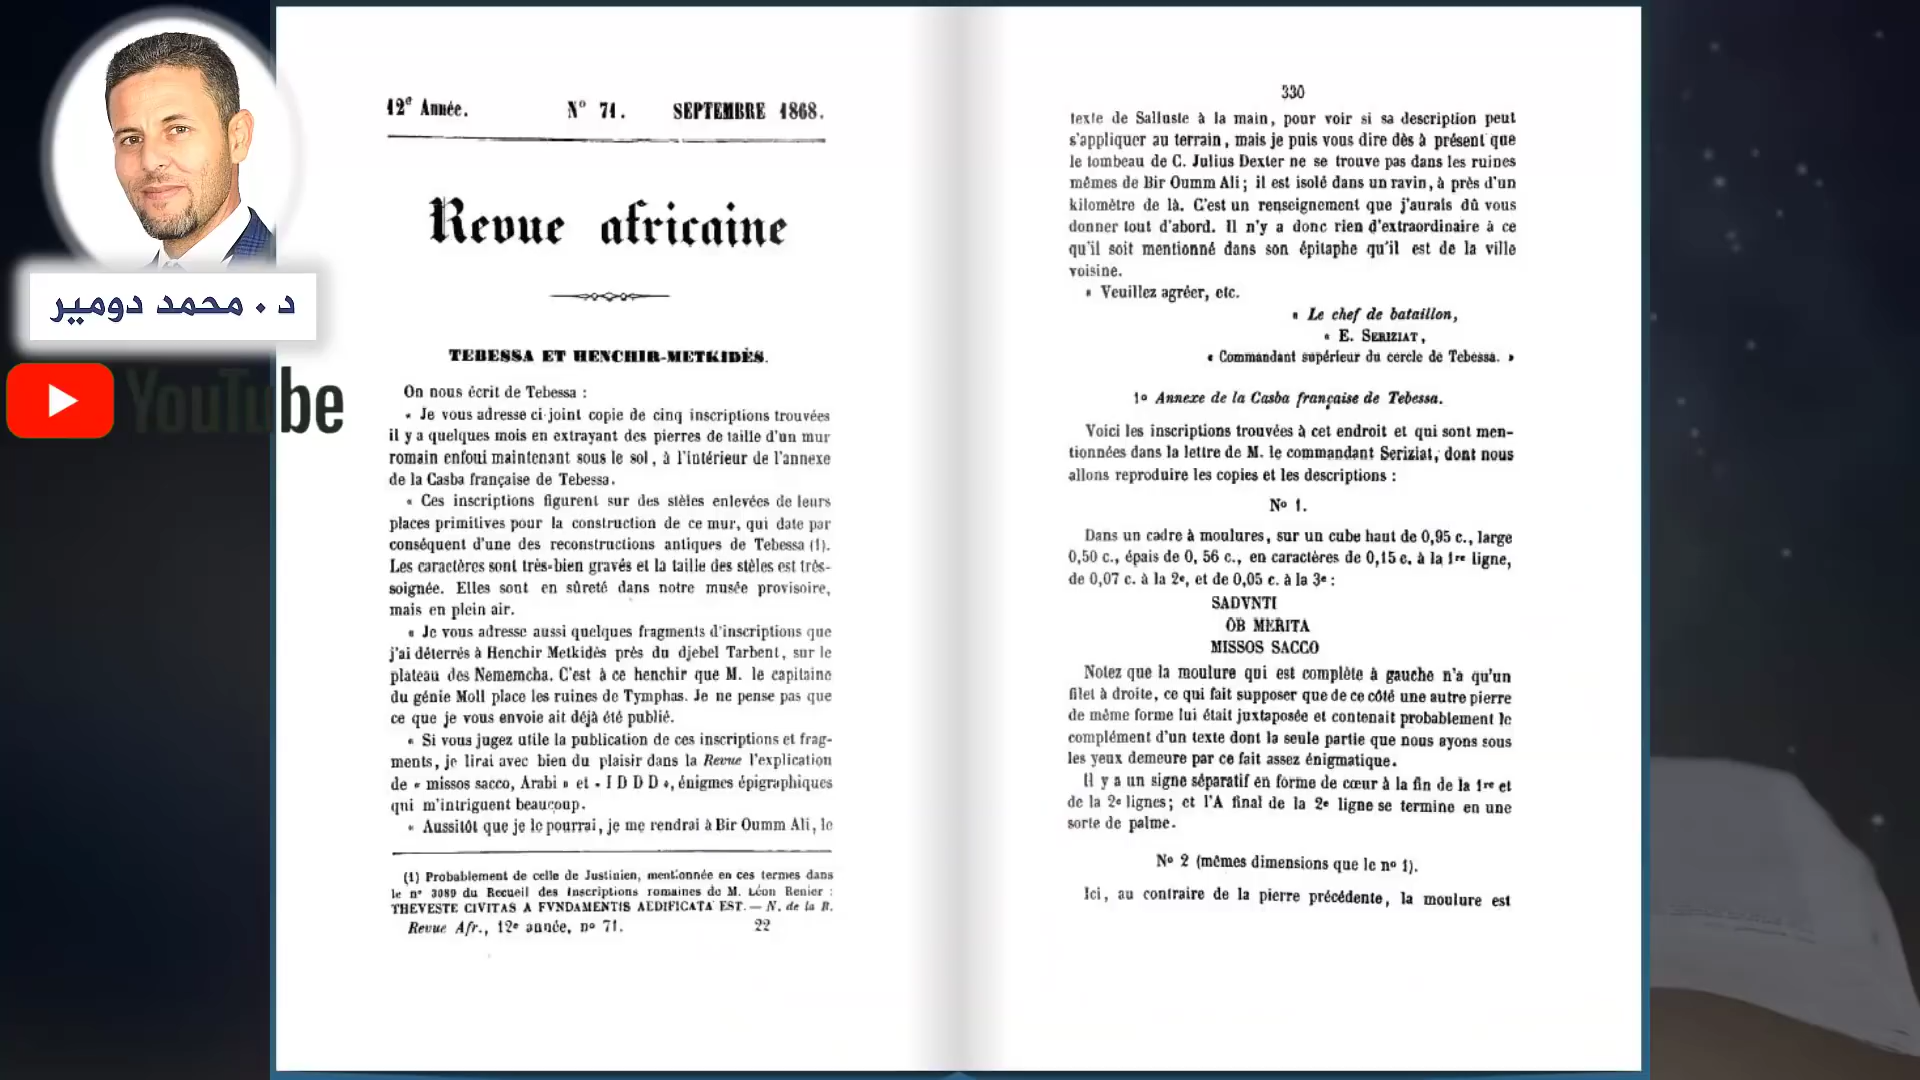 د. محمد دومير
YouTube
12e Année. N° 71. SEPTEMBRE 1868.
Revue africaine
TEBESSA ET HENCHIR-METKIDÈS.
On nous écrit de Tebessa :
« Je vous adresse ci-joint copie de cinq inscriptions trouvées
il y a quelques mois en extrayant des pierres de taille d'un mur
romain enfoui maintenant sous le sol, à l'intérieur de l'annexe
de la Casba française de Tebessa.
« Ces inscriptions figurent sur des stèles enlevées de leurs
places primitives pour la construction de ce mur, qui date par
conséquent d'une des reconstructions antiques de Tebessa (1).
Les caractères sont très-bien gravés et la taille des stèles est très-
soignée. Elles sont en sûreté dans notre musée provisoire,
mais en plein air.
« Je vous adresse aussi quelques fragments d'inscriptions que
j'ai déterrés à Henchir Metkidès près du djebel Tarbent, sur le
plateau des Nememcha. C'est à ce henchir que M. le capitaine
du génie Moll place les ruines de Tymphas. Je ne pense pas que
ce que je vous envoie ait déjà été publié.
« Si vous jugez utile la publication de ces inscriptions et frag-
ments, je lirai avec bien du plaisir dans la Revue l'explication
de « missos sacco, Arabi » et « I D D D », énigmes épigraphiques
qui m'intriguent beaucoup.
« Aussitôt que je le pourrai, je me rendrai à Bir Oumm Ali, le
(1) Probablement de celle de Justinien, mentionnée en ces termes dans
le n° 3089 du Recueil des Inscriptions romaines de M. Léon Renier :
THEVESTE CIVITAS A FVNDAMENTIS AEDIFICATA EST. — N. de la R.
Revue Afr., 12e année, n° 71. 22
330
texte de Salluste à la main, pour voir si sa description peut
s'appliquer au terrain, mais je puis vous dire dès à présent que
le tombeau de C. Julius Dexter ne se trouve pas dans les ruines
mêmes de Bir Oumm Ali ; il est isolé dans un ravin, à près d'un
kilomètre de là. C'est un renseignement que j'aurais dû vous
donner tout d'abord. Il n'y a donc rien d'extraordinaire à ce
qu'il soit mentionné dans son épitaphe qu'il est de la ville
voisine.
« Veuillez agréer, etc.
« Le chef de bataillon,
« E. SERIZIAT,
« Commandant supérieur du cercle de Tebessa. »
1° Annexe de la Casba française de Tebessa.
Voici les inscriptions trouvées à cet endroit et qui sont men-
tionnées dans la lettre de M. le commandant Seriziat, dont nous
allons reproduire les copies et les descriptions :
N° 1.
Dans un cadre à moulures, sur un cube haut de 0,95 c., large
0,50 c., épais de 0, 56 c., en caractères de 0,15 c. à la 1re ligne,
de 0,07 c. à la 2e, et de 0,05 c. à la 3e :
SADVNTI
OB MERITA
MISSOS SACCO
Notez que la moulure qui est complète à gauche n'a qu'un
filet à droite, ce qui fait supposer que de ce côté une autre pierre
de même forme lui était juxtaposée et contenait probablement le
complément d'un texte dont la seule partie que nous ayons sous
les yeux demeure par ce fait assez énigmatique.
Il y a un signe séparatif en forme de cœur à la fin de la 1re et
de la 2e lignes ; et l'A final de la 2e ligne se termine en une
sorte de palme.
N° 2 (mêmes dimensions que le n° 1).
Ici, au contraire de la pierre précédente, la moulure est